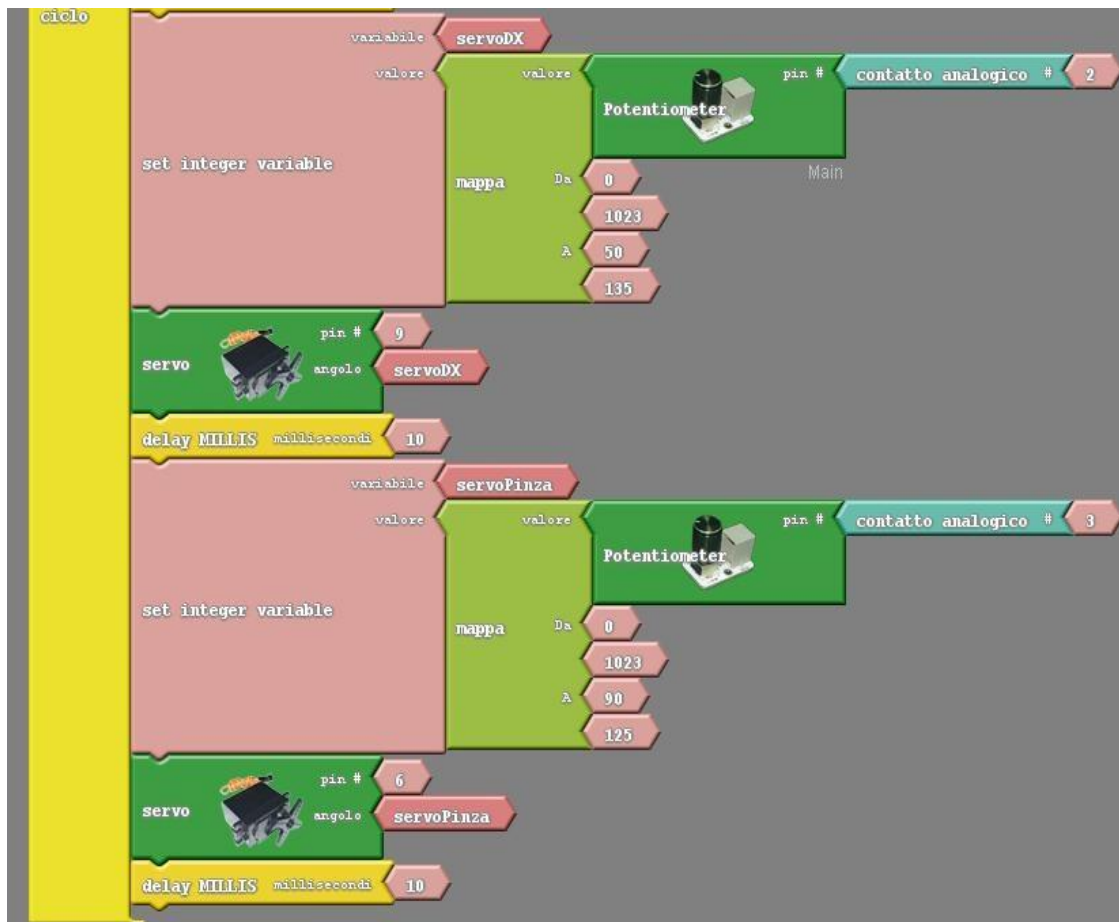 ciclo
variabile servoDX
valore valore pin # contatto analogico # 2
Potentiometer
set integer variable
Main
mappa Da 0
1023
A 50
135
pin # 9
servo angolo servoDX
delay MILLIS millisecondi 10
variabile servoPinza
valore valore pin # contatto analogico # 3
Potentiometer
set integer variable
mappa Da 0
1023
A 90
125
pin # 6
servo angolo servoPinza
delay MILLIS millisecondi 10